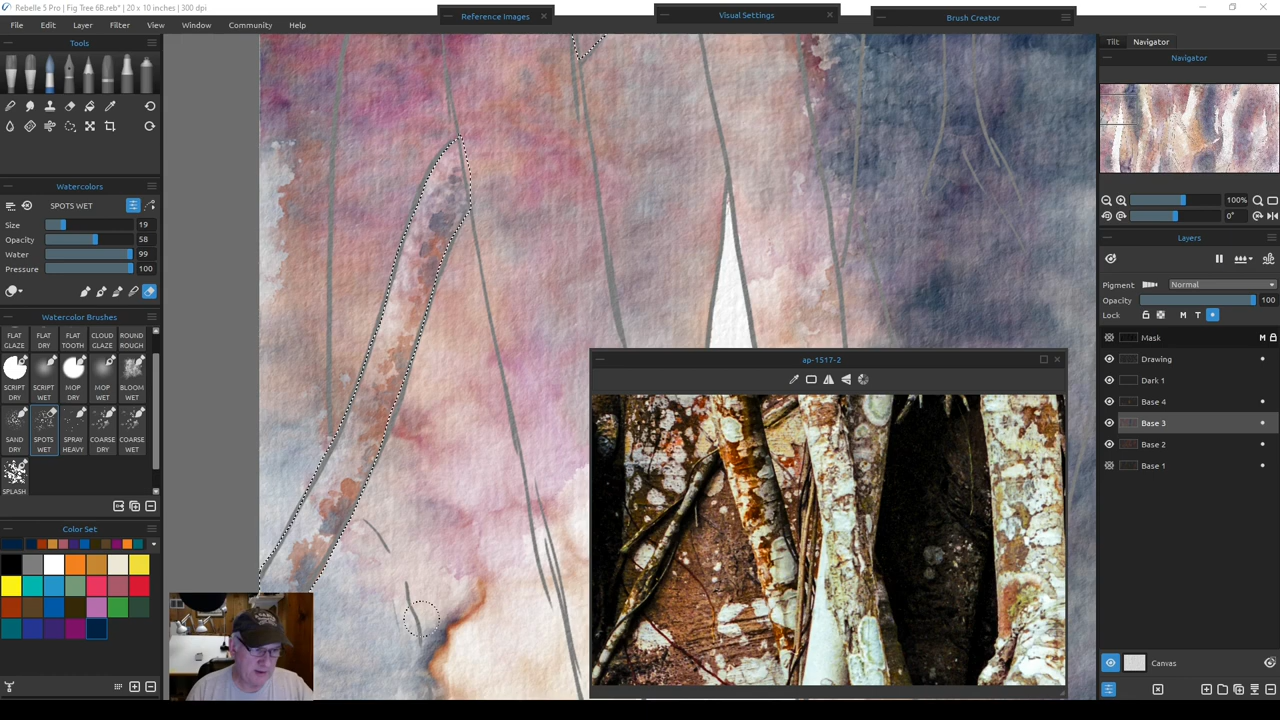 Rebelle 5 Pro | Fig Tree 6B.reb* | 20 x 10 inches | 300 dpi
Reference Images
Visual Settings
Brush Creator
File Edit Layer Filter View Window Community Help
Tools
Tilt Navigator
Navigator
100%
0°
Watercolors
SPOTS WET
Size 19
Opacity 58
Water 99
Pressure 100
Layers
Pigment Normal
Opacity 100
Lock M T
Mask M
Drawing
Dark 1
Base 4
Base 3
Base 2
Base 1
Canvas
Watercolor Brushes
FLAT GLAZE
FLAT DRY
FLAT TOOTH
CLOUD GLAZE
ROUND ROUGH
SCRIPT DRY
SCRIPT WET
MOP DRY
MOP WET
BLOOM WET
SAND DRY
SPOTS WET
SPRAY HEAVY
COARSE DRY
COARSE WET
SPLASH
Color Set
ap-1517-2